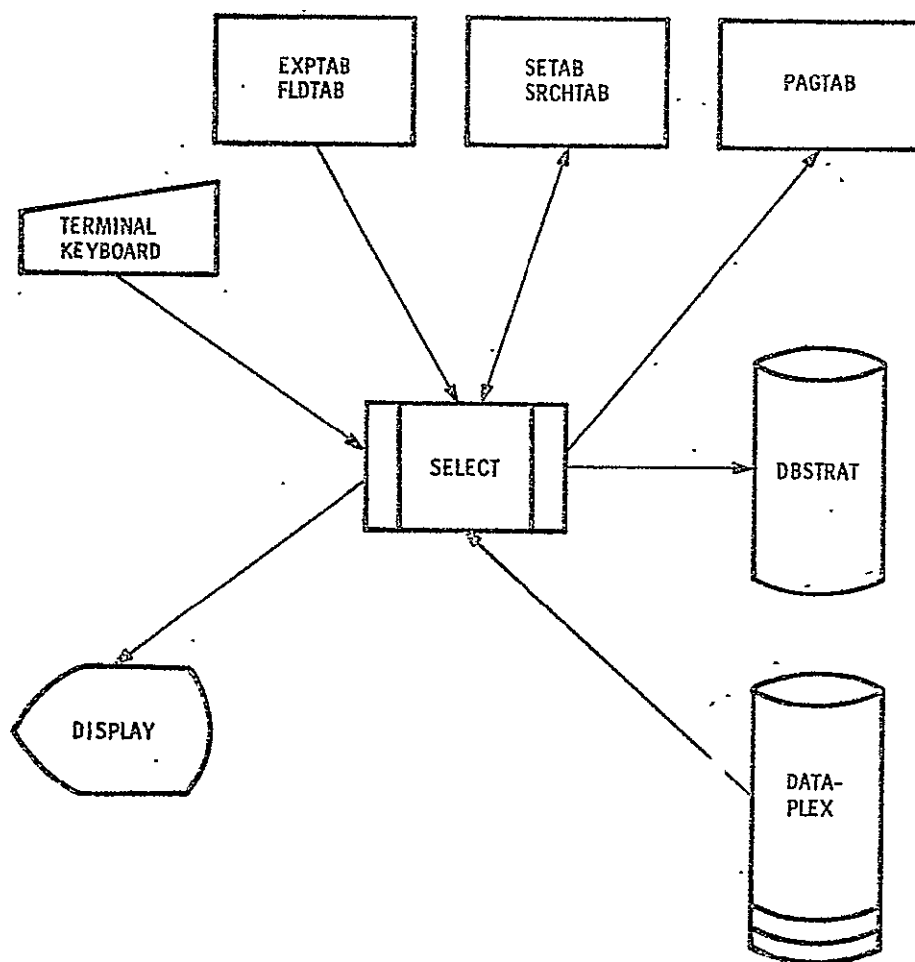 EXPTAB
FLDTAB
SETAB
SRCHTAB
PAGTAB
TERMINAL
KEYBOARD
SELECT
DBSTRAT
DISPLAY
DATA-
PLEX